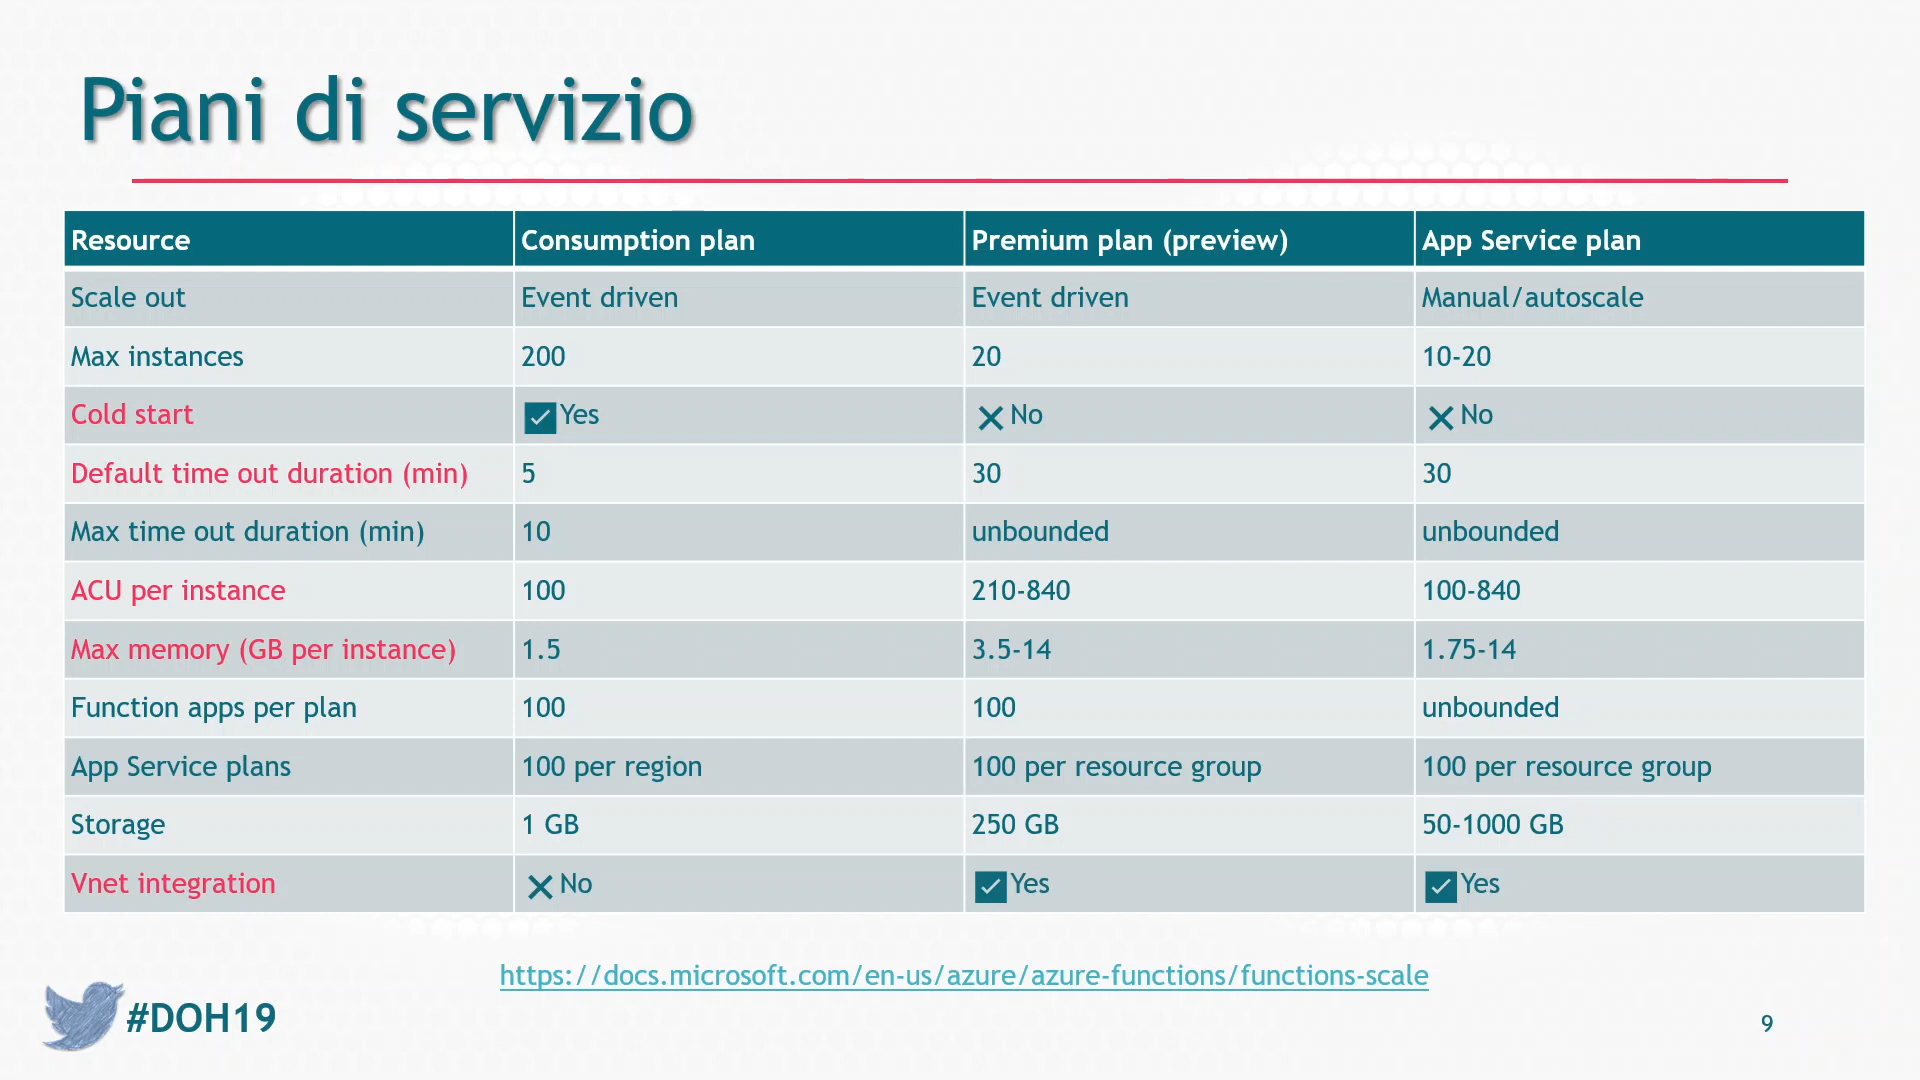 Piani di servizio
Resource Consumption plan Premium plan (preview) App Service plan
Scale out Event driven Event driven Manual/autoscale
Max instances 200 20 10-20
Cold start Yes No No
Default time out duration (min) 5 30 30
Max time out duration (min) 10 unbounded unbounded
ACU per instance 100 210-840 100-840
Max memory (GB per instance) 1.5 3.5-14 1.75-14
Function apps per plan 100 100 unbounded
App Service plans 100 per region 100 per resource group 100 per resource group
Storage 1 GB 250 GB 50-1000 GB
Vnet integration No Yes Yes
https://docs.microsoft.com/en-us/azure/azure-functions/functions-scale
#DOH19
9